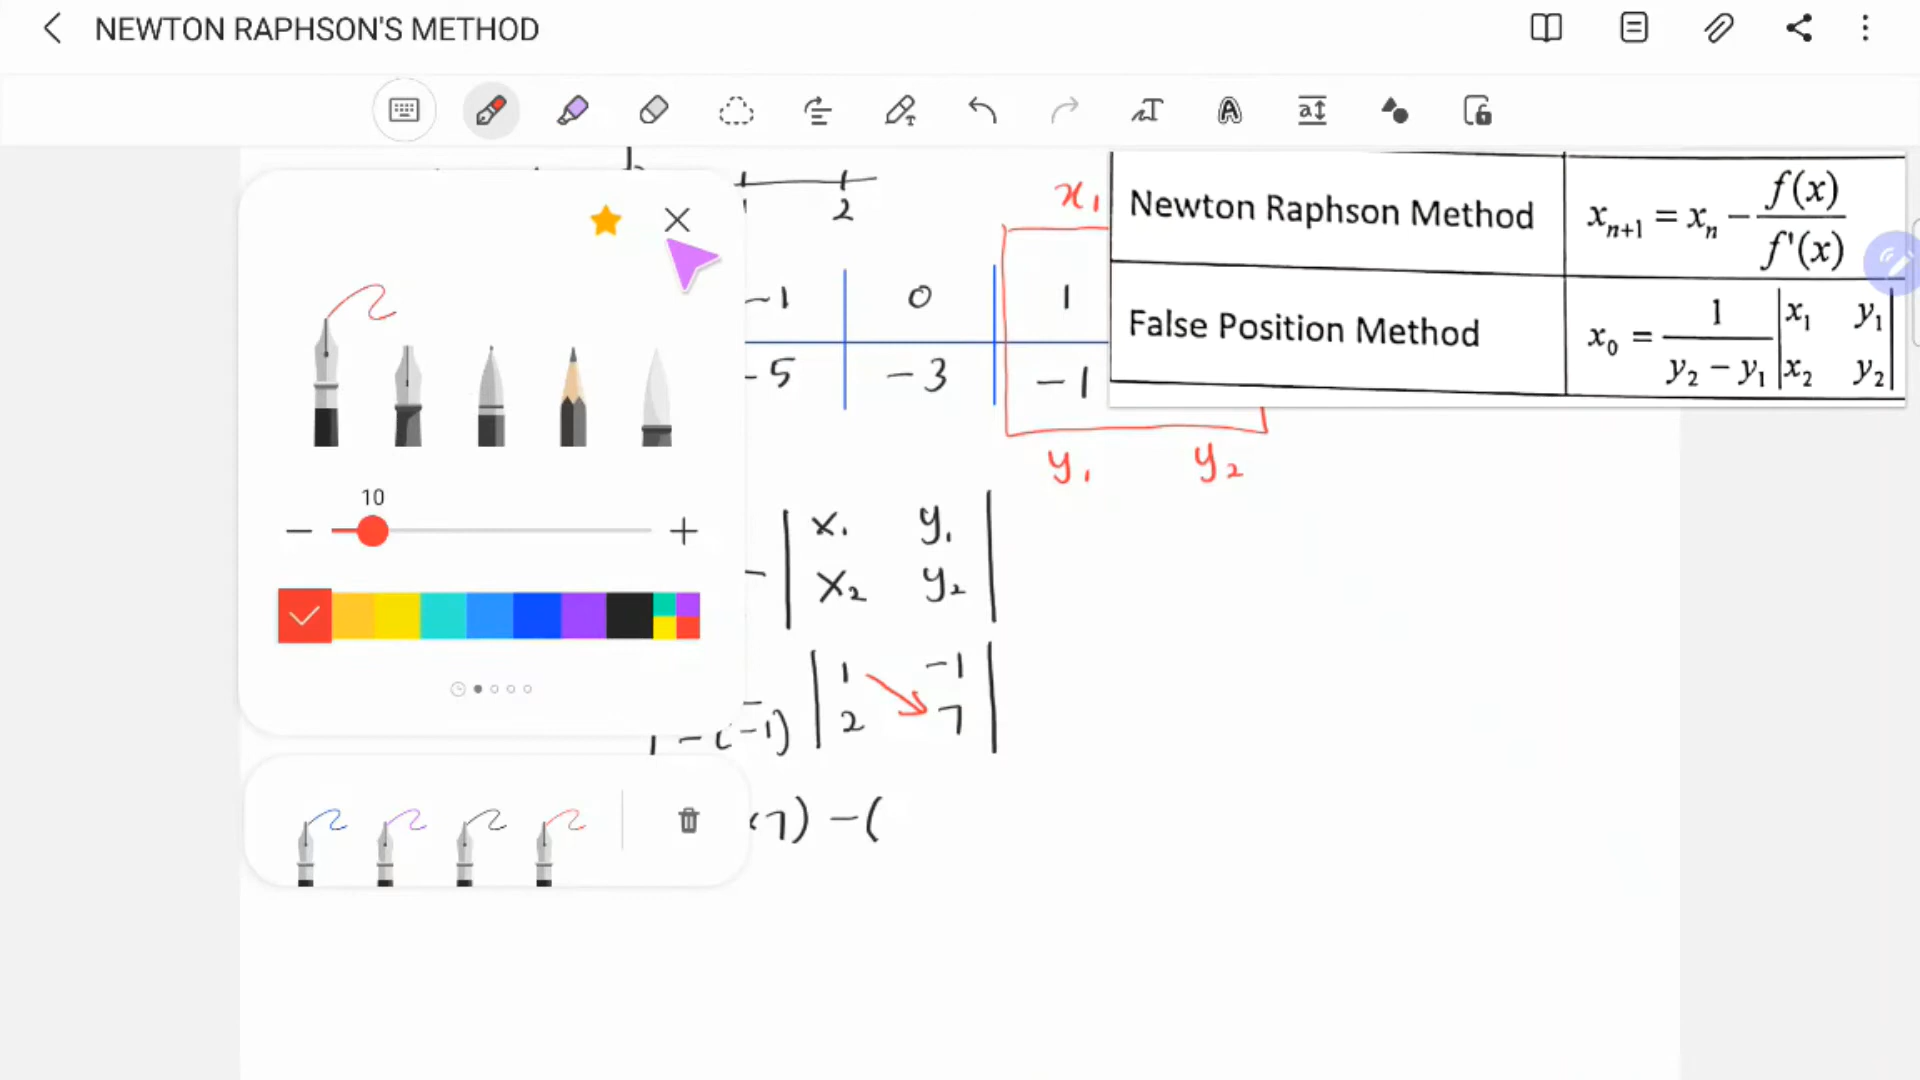 NEWTON RAPHSON'S METHOD
2
x₁
Newton Raphson Method
xₙ₊₁ = xₙ − f(x) / f'(x)
-1 0 1
-5 -3 -1
False Position Method
x₀ = 1 / (y₂ − y₁) | x₁ y₁ |
| x₂ y₂ |
y₁ y₂
10
| x₁ y₁ |
| x₂ y₂ |
| 1 -1 |
| 2 7 |
-(-1)
7) -(